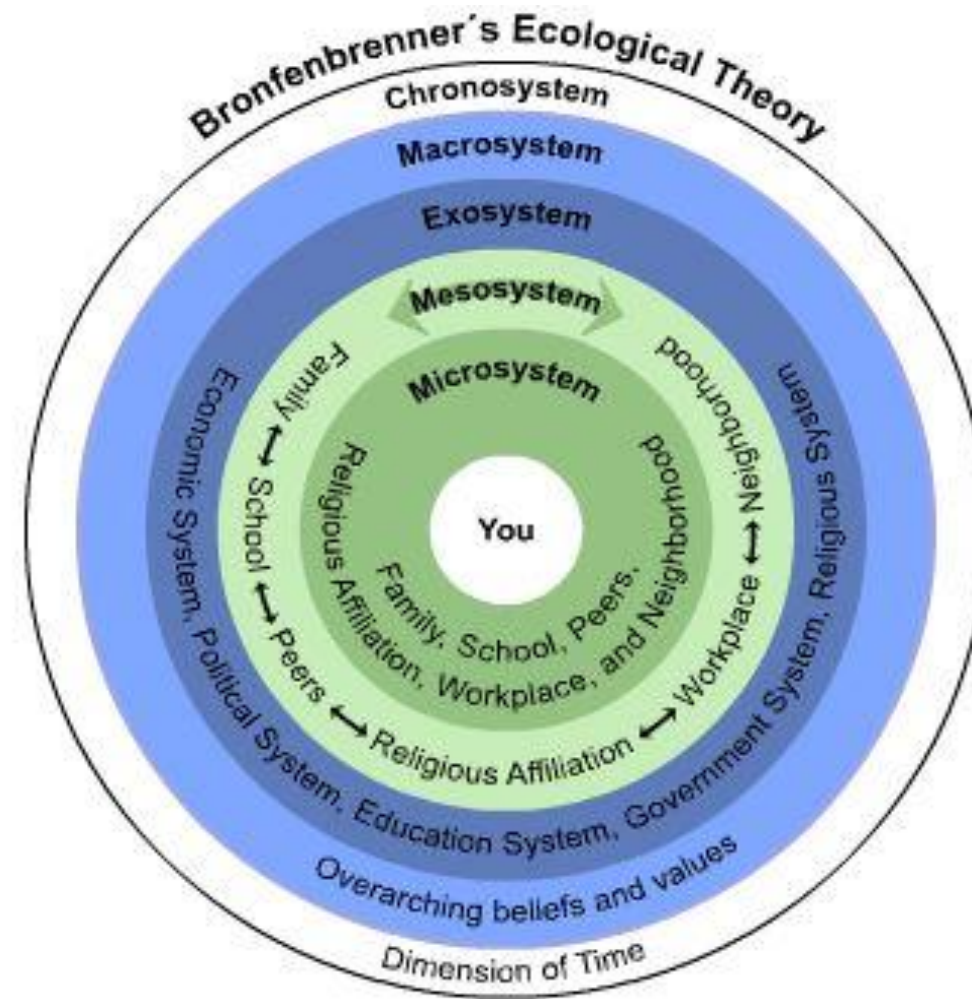 Bronfenbrenner´s Ecological Theory
Chronosystem
Macrosystem
Exosystem
Mesosystem
Microsystem
You
Family, School, Peers,
Religious Affiliation, Workplace, and Neighborhood
Family ↔ School ↔ Peers ↔ Religious Affiliation ↔ Workplace ↔ Neighborhood
Economic System, Political System, Education System, Government System, Religious System
Overarching beliefs and values
Dimension of Time